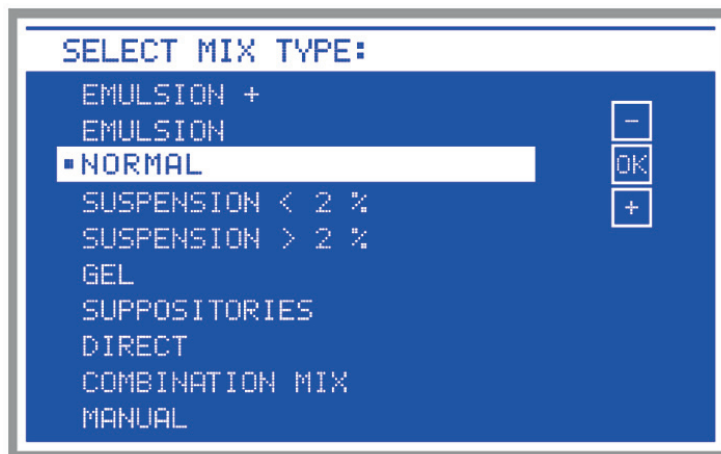 SELECT MIX TYPE:
EMULSION +
EMULSION
-
▪NORMAL
OK
SUSPENSION < 2 %
+
SUSPENSION > 2 %
GEL
SUPPOSITORIES
DIRECT
COMBINATION MIX
MANUAL